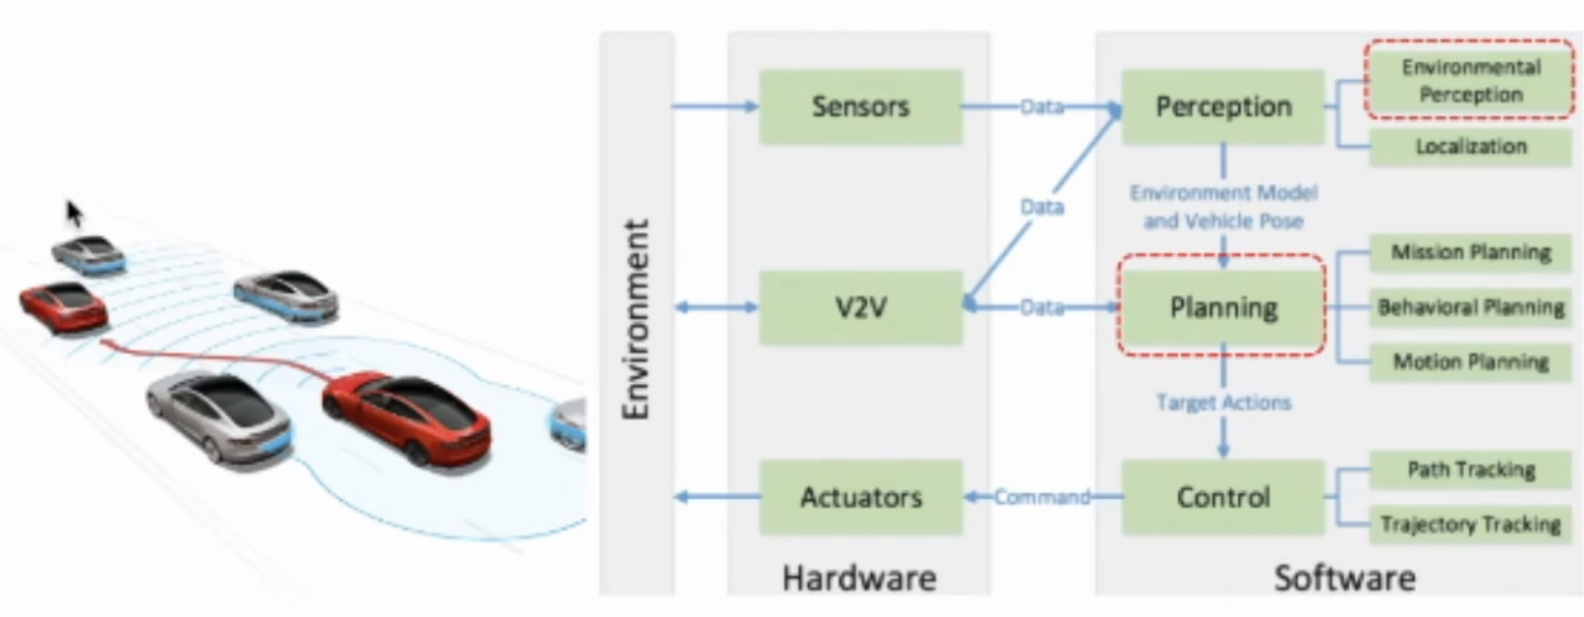 Environment
Sensors
V2V
Actuators
Hardware
Data
Data
Data
Command
Perception
Environment Model
and Vehicle Pose
Planning
Target Actions
Control
Environmental
Perception
Localization
Mission Planning
Behavioral Planning
Motion Planning
Path Tracking
Trajectory Tracking
Software